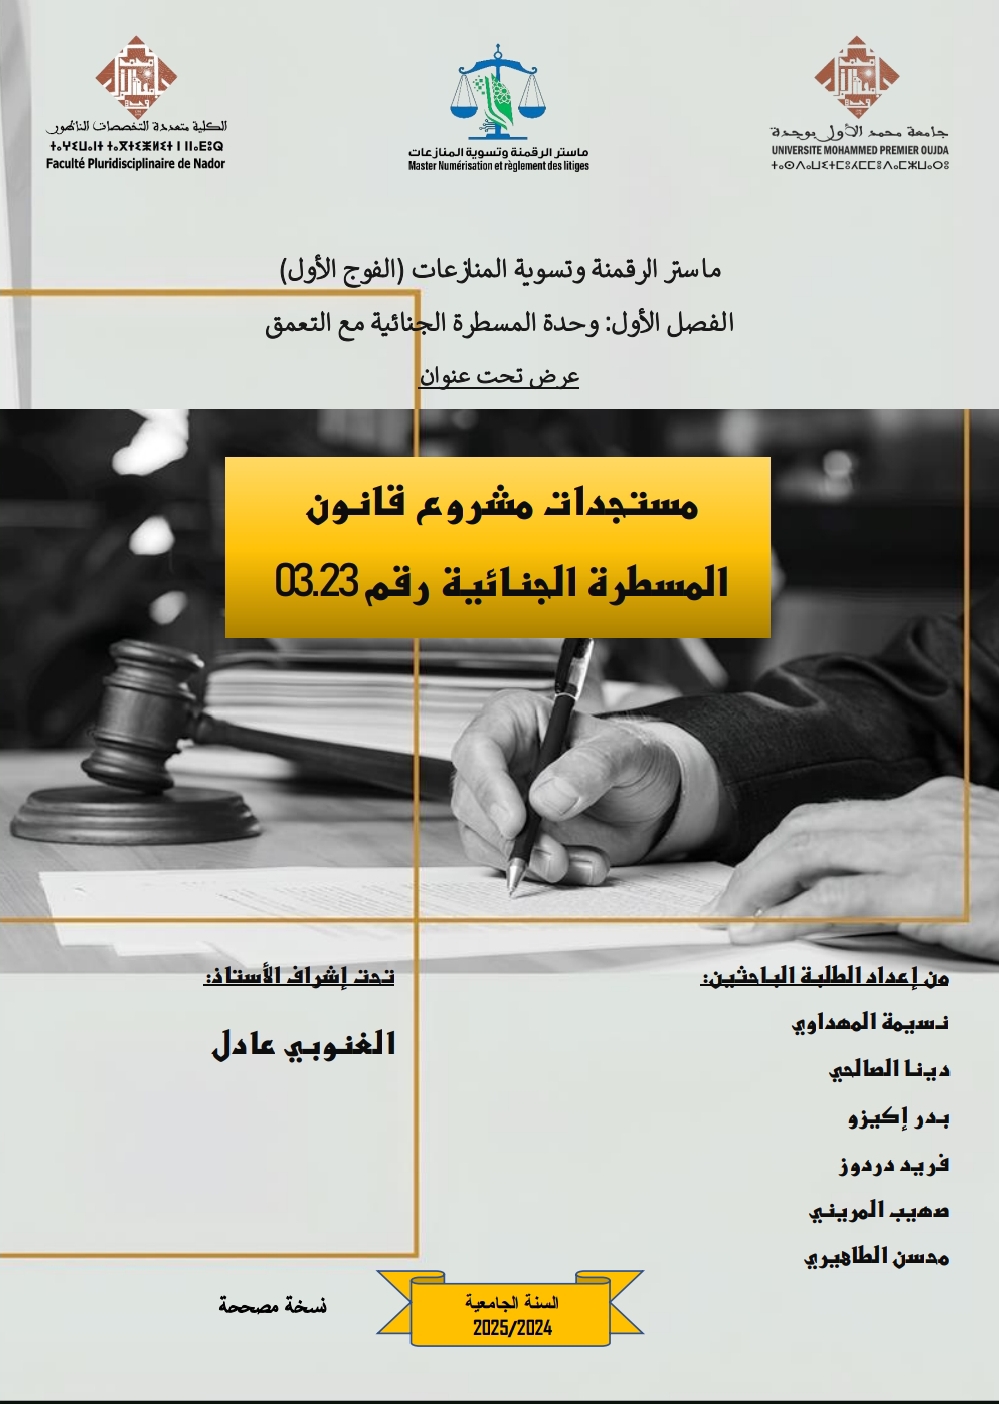 جامعة محمد الأول بوجدة
UNIVERSITE MOHAMMED PREMIER OUJDA
ماستر الرقمنة وتسوية المنازعات
Master Numérisation et règlement des litiges
الكلية متعددة التخصصات الناظور
Faculté Pluridisciplinaire de Nador
ماستر الرقمنة وتسوية المنازعات (الفوج الأول)
الفصل الأول: وحدة المسطرة الجنائية مع التعمق
عرض تحت عنوان
مستجدات مشروع قانون
المسطرة الجنائية رقم 03.23
من إعداد الطلبة الباحثين:
نسيمة المهداوي
دينا الصالحي
بدر إكيزو
فريد دردوز
صهيب المريني
محسن الطاهيري
تحت إشراف الأستاذ:
الغنوبي عادل
السنة الجامعية
2025/2024
نسخة مصححة